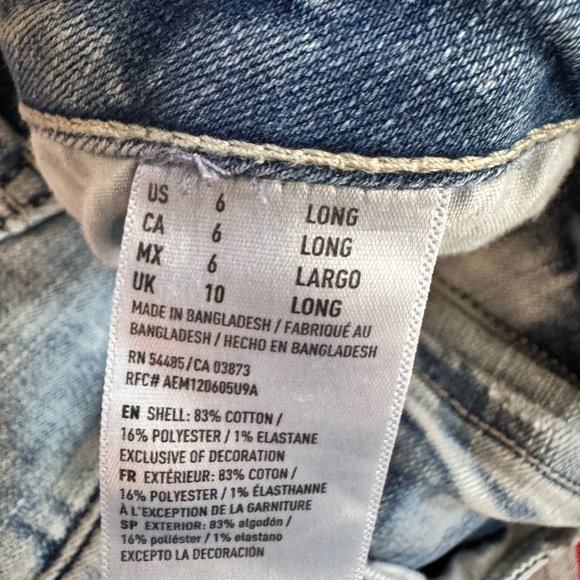 US 6 LONG
CA 6 LONG
MX 6 LARGO
UK 10 LONG
MADE IN BANGLADESH / FABRIQUÉ AU
BANGLADESH / HECHO EN BANGLADESH
RN 54485/CA 03873
RFC# AEM120605U9A
EN SHELL: 83% COTTON /
16% POLYESTER / 1% ELASTANE
EXCLUSIVE OF DECORATION
FR EXTÉRIEUR: 83% COTON /
16% POLYESTER / 1% ÉLASTHANNE
À L'EXCEPTION DE LA GARNITURE
SP EXTERIOR: 83% algodón /
16% poliéster / 1% elastano
EXCEPTO LA DECORACIÓN